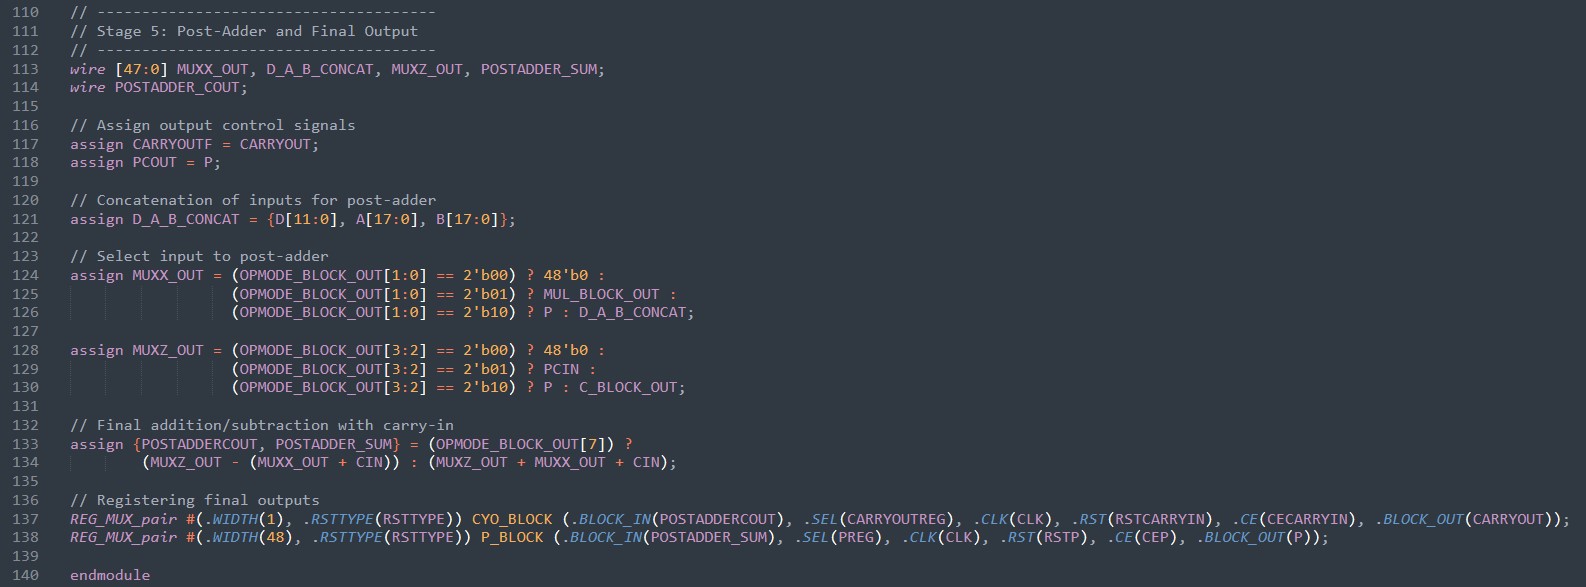 110 // --------------------------------------
111 // Stage 5: Post-Adder and Final Output
112 // --------------------------------------
113 wire [47:0] MUXX_OUT, D_A_B_CONCAT, MUXZ_OUT, POSTADDER_SUM;
114 wire POSTADDER_COUT;
115
116 // Assign output control signals
117 assign CARRYOUTF = CARRYOUT;
118 assign PCOUT = P;
119
120 // Concatenation of inputs for post-adder
121 assign D_A_B_CONCAT = {D[11:0], A[17:0], B[17:0]};
122
123 // Select input to post-adder
124 assign MUXX_OUT = (OPMODE_BLOCK_OUT[1:0] == 2'b00) ? 48'b0 :
125 (OPMODE_BLOCK_OUT[1:0] == 2'b01) ? MUL_BLOCK_OUT :
126 (OPMODE_BLOCK_OUT[1:0] == 2'b10) ? P : D_A_B_CONCAT;
127
128 assign MUXZ_OUT = (OPMODE_BLOCK_OUT[3:2] == 2'b00) ? 48'b0 :
129 (OPMODE_BLOCK_OUT[3:2] == 2'b01) ? PCIN :
130 (OPMODE_BLOCK_OUT[3:2] == 2'b10) ? P : C_BLOCK_OUT;
131
132 // Final addition/subtraction with carry-in
133 assign {POSTADDERCOUT, POSTADDER_SUM} = (OPMODE_BLOCK_OUT[7]) ?
134 (MUXZ_OUT - (MUXX_OUT + CIN)) : (MUXZ_OUT + MUXX_OUT + CIN);
135
136 // Registering final outputs
137 REG_MUX_pair #(.WIDTH(1), .RSTTYPE(RSTTYPE)) CYO_BLOCK (.BLOCK_IN(POSTADDERCOUT), .SEL(CARRYOUTREG), .CLK(CLK), .RST(RSTCARRYIN), .CE(CECARRYIN), .BLOCK_OUT(CARRYOUT));
138 REG_MUX_pair #(.WIDTH(48), .RSTTYPE(RSTTYPE)) P_BLOCK (.BLOCK_IN(POSTADDER_SUM), .SEL(PREG), .CLK(CLK), .RST(RSTP), .CE(CEP), .BLOCK_OUT(P));
139
140 endmodule